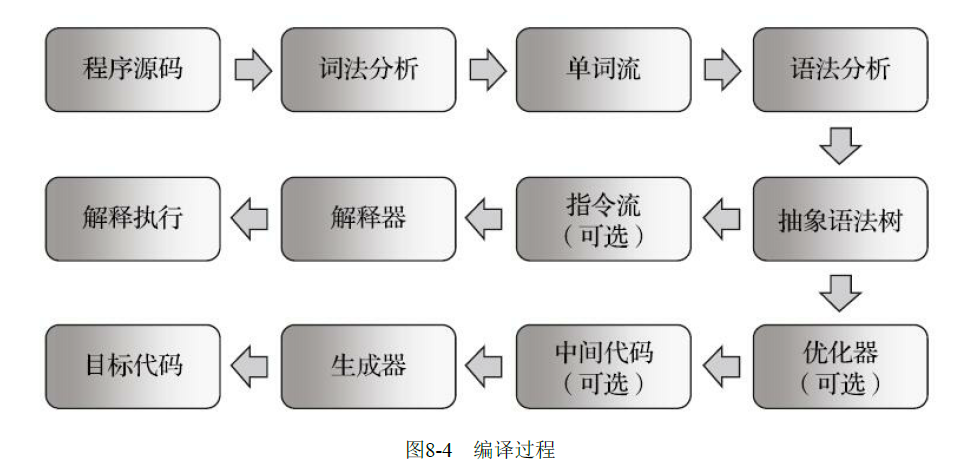 程序源码
词法分析
单词流
语法分析
解释执行
解释器
指令流
（可选）
抽象语法树
目标代码
生成器
中间代码
（可选）
优化器
（可选）
图8-4 编译过程